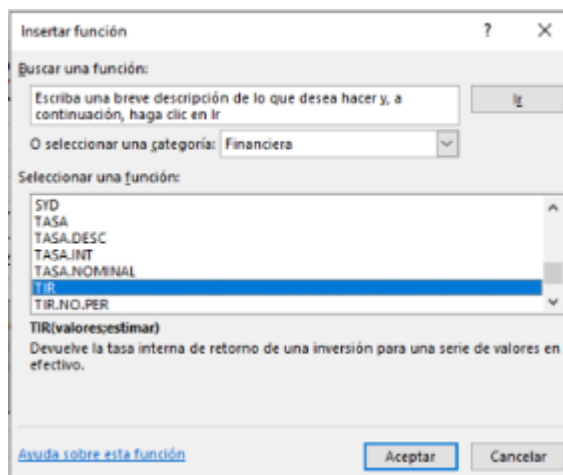 Insertar función ? ×
Buscar una función:
Escriba una breve descripción de lo que desea hacer y, a
continuación, haga clic en Ir
Ir
O seleccionar una categoría: Financiera
Seleccionar una función:
SYD
TASA
TASA.DESC
TASA.INT
TASA.NOMINAL
TIR
TIR.NO.PER
TIR(valores;estimar)
Devuelve la tasa interna de retorno de una inversión para una serie de valores en
efectivo.
Ayuda sobre esta función
Aceptar Cancelar